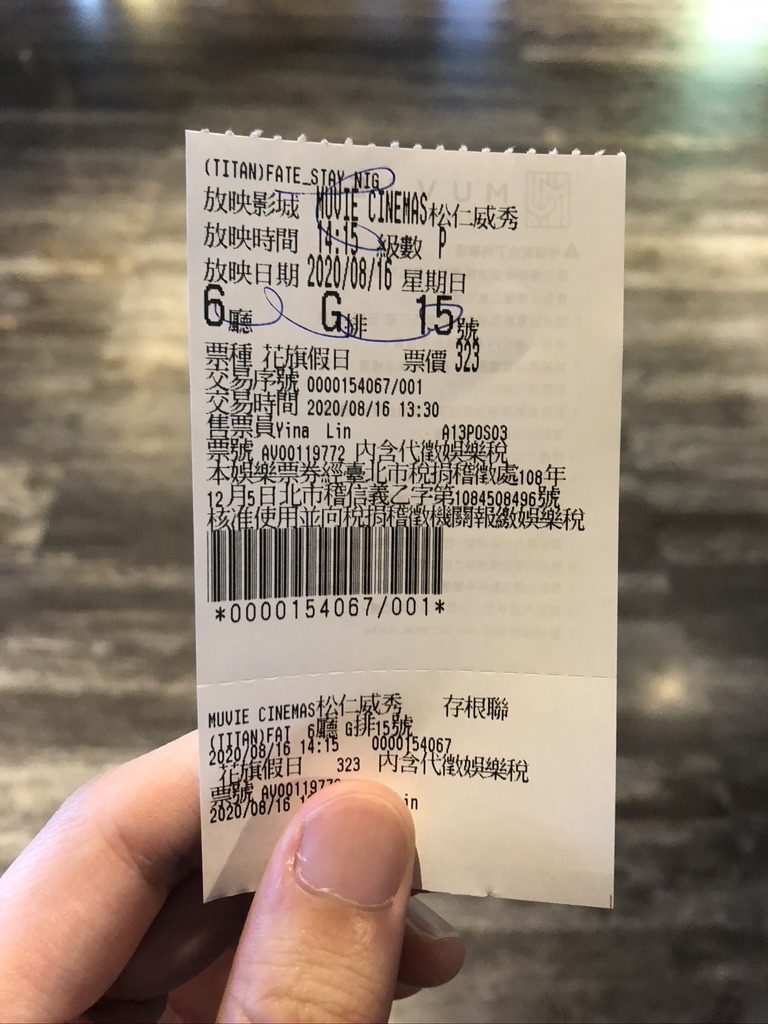 (TITAN)FATE_STAY NIG
放映影城 MUVIE CINEMAS松仁威秀
放映時間 14:15 級數 P
放映日期 2020/08/16 星期日
6廳 G排 15號
票種 花旗假日 票價 323
交易序號 0000154067/001
交易時間 2020/08/16 13:30
售票員Yina Lin A13POS03
票號 AV00119772 內含代徵娛樂稅
本娛樂票券經臺北市稅捐稽徵處108年
12月5日北市稽信義乙字第1084508496號
核准使用並向稅捐稽徵機關報繳娛樂稅
*0000154067/001*
MUVIE CINEMAS松仁威秀 存根聯
(TITAN)FAT 6廳 G排15號
2020/08/16 14:15 0000154067
花旗假日 323 內含代徵娛樂稅
票號 AV0011977
2020/08/16 in
MUV